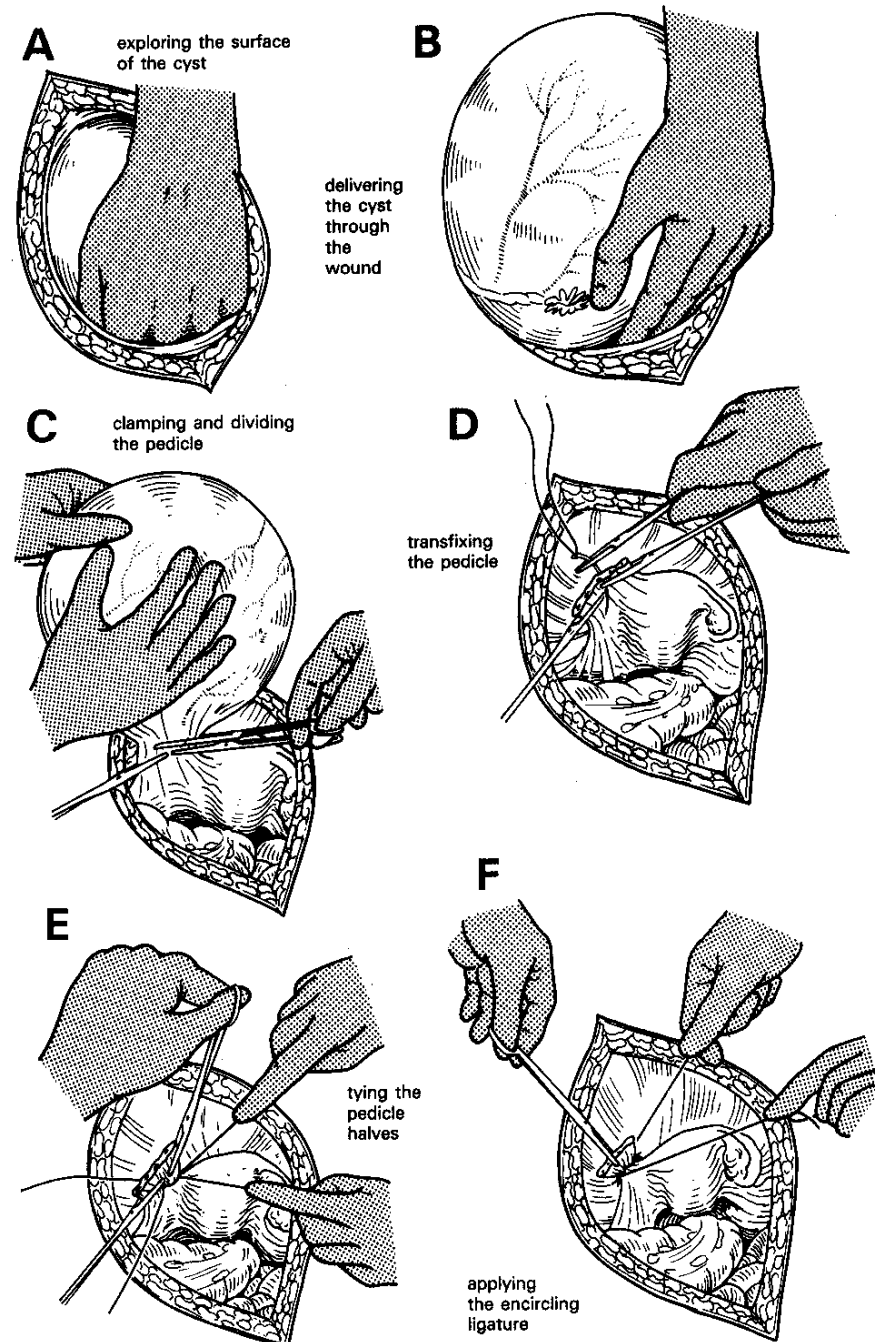 A
exploring the surface
of the cyst
B
delivering
the cyst
through
the
wound
C
clamping and dividing
the pedicle
D
transfixing
the pedicle
E
tying the
pedicle
halves
F
applying
the encircling
ligature